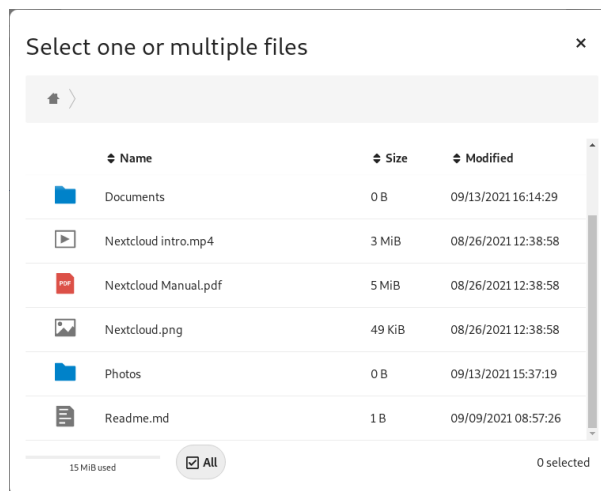 Select one or multiple files
Name Size Modified
Documents 0 B 09/13/2021 16:14:29
Nextcloud intro.mp4 3 MiB 08/26/2021 12:38:58
PDF Nextcloud Manual.pdf 5 MiB 08/26/2021 12:38:58
Nextcloud.png 49 KiB 08/26/2021 12:38:58
Photos 0 B 09/13/2021 15:37:19
Readme.md 1 B 09/09/2021 08:57:26
15 MiB used All 0 selected